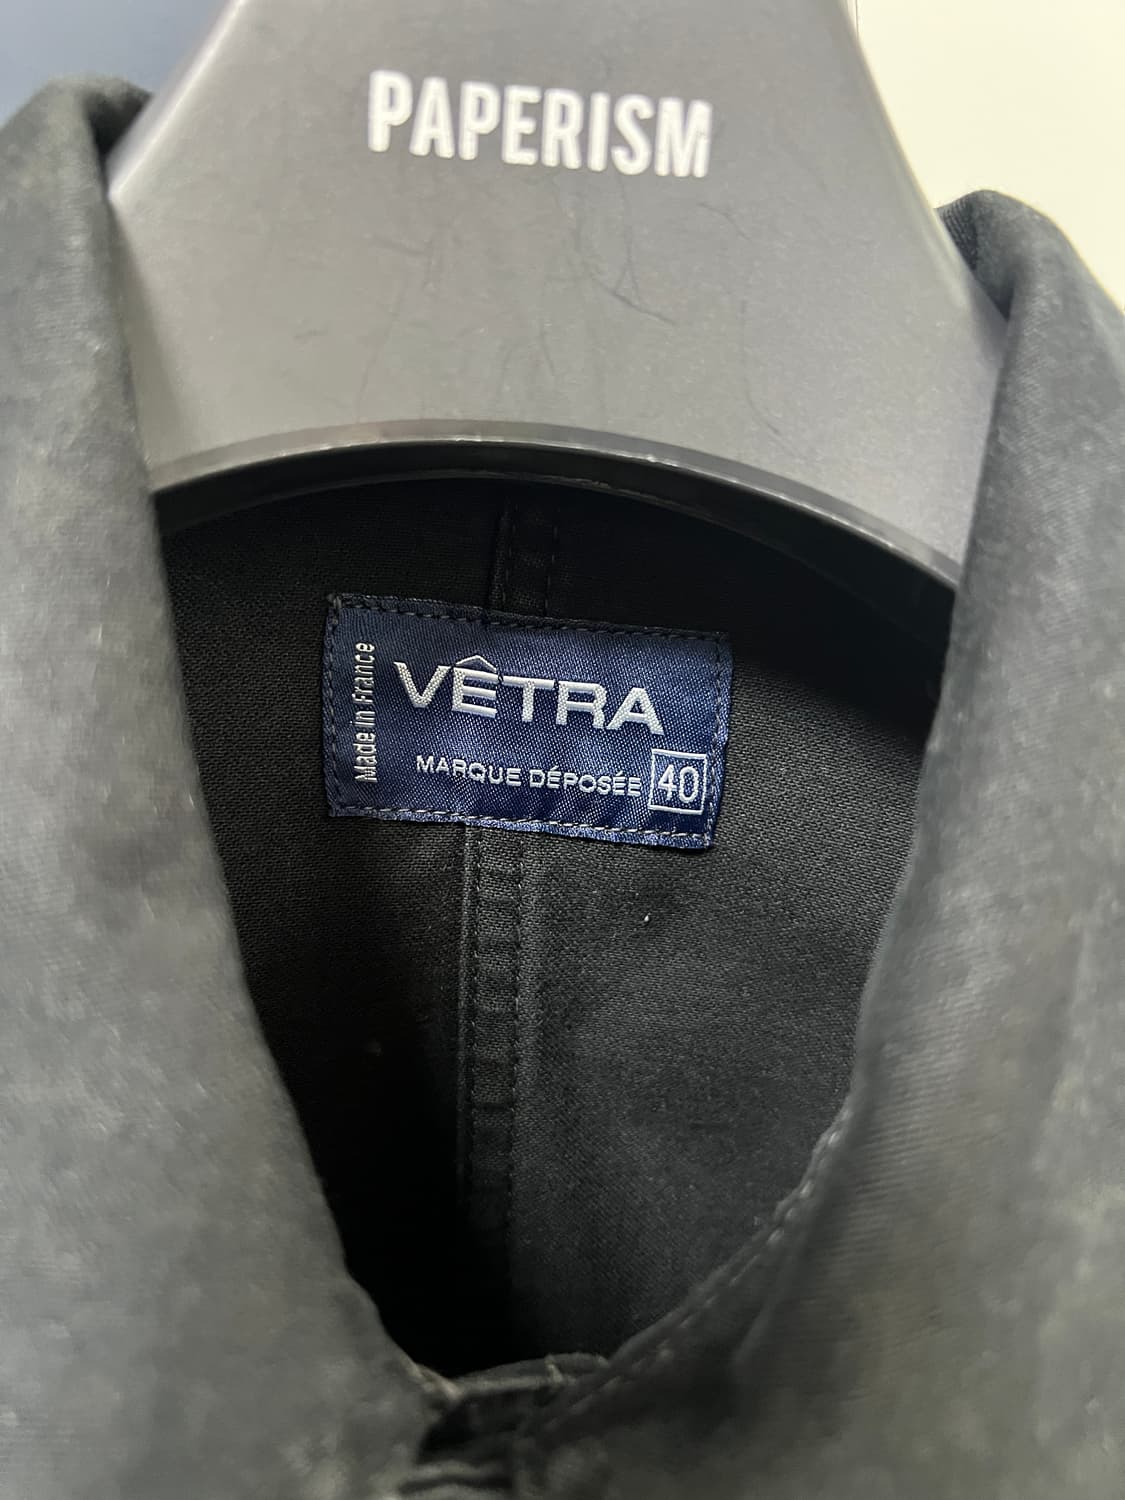 PAPERISM
Made in France
VÊTRA
MARQUE DÉPOSÉE 40